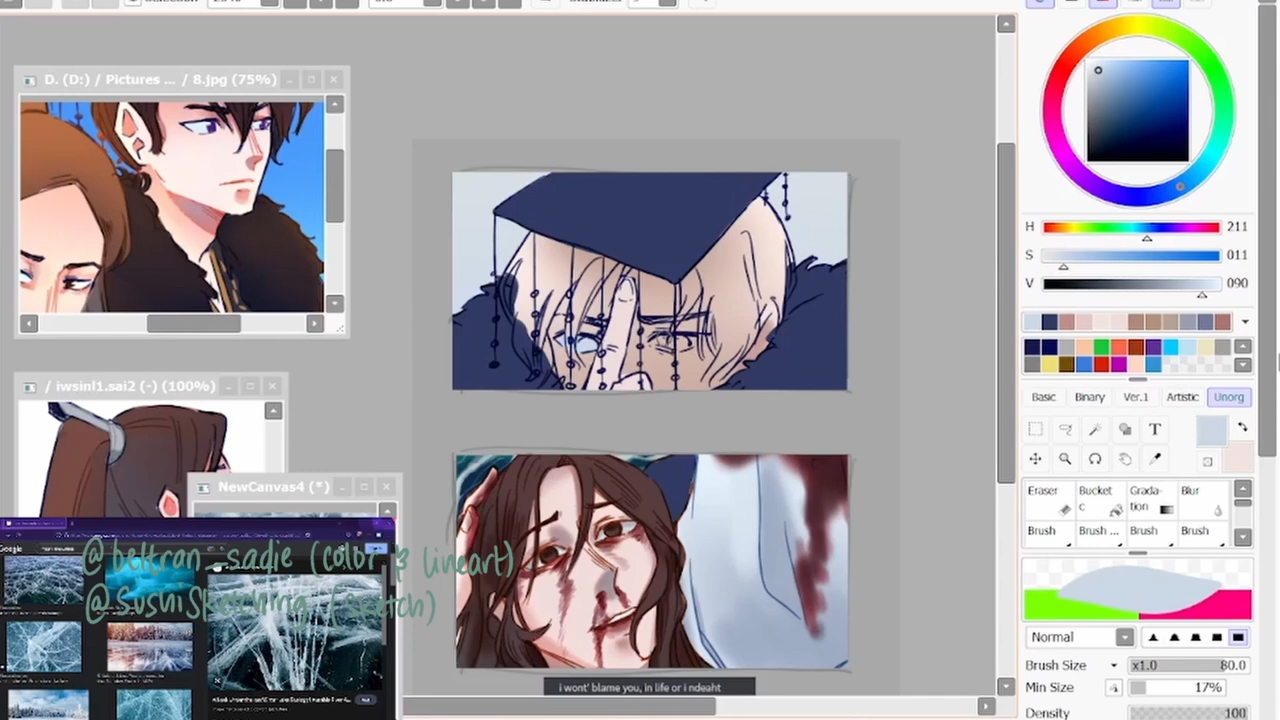 D. (D:) / Pictures ... / 8.jpg (75%)
/ iwsinl1.sai2 (-) (100%)
NewCanvas4 (*)
@beltran_sadie (color & lineart)
@SushiSketching (sketch)
i wont' blame you, in life or i ndeaht
H 211
S 011
V 090
Basic Binary Ver.1 Artistic Unorg
Eraser Bucket Grada- Blur
c tion
Brush Brush ... Brush Brush
Normal
Brush Size x1.0 80.0
Min Size 17%
Density 100